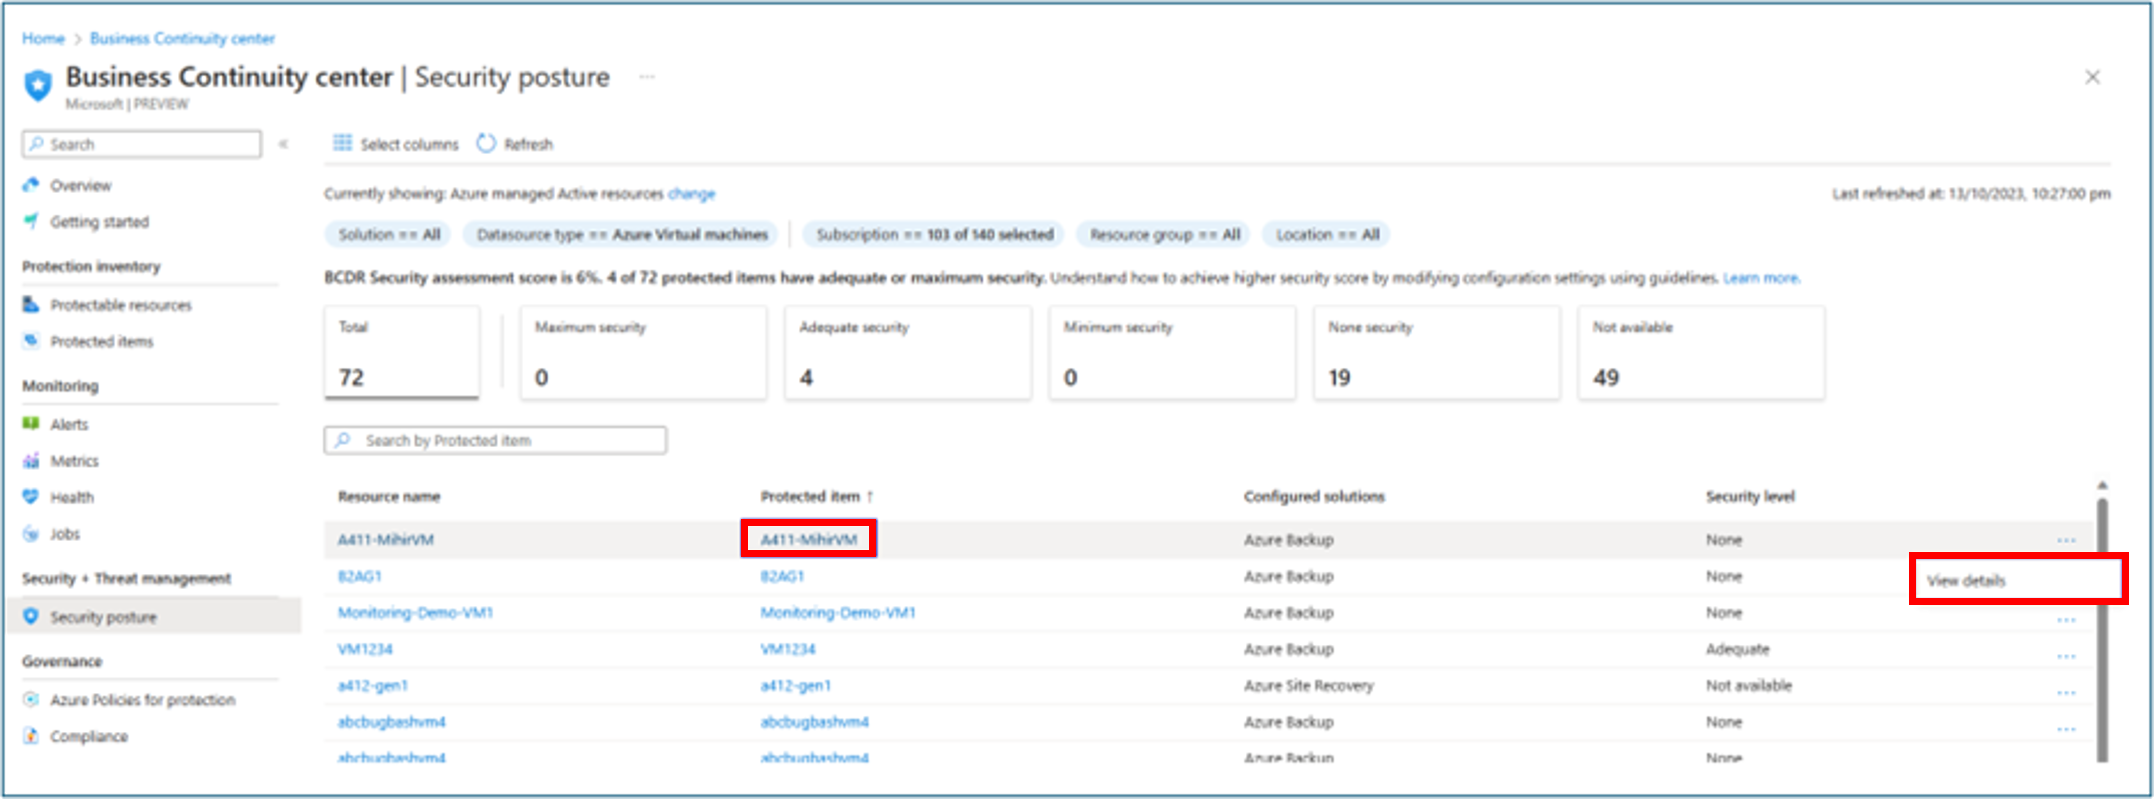 Home > Business Continuity center
Business Continuity center | Security posture ...
Microsoft | PREVIEW
Search «
Overview
Getting started
Protection inventory
Protectable resources
Protected items
Monitoring
Alerts
Metrics
Health
Jobs
Security + Threat management
Security posture
Governance
Azure Policies for protection
Compliance
Select columns Refresh
Currently showing: Azure managed Active resources change
Last refreshed at: 13/10/2023, 10:27:00 pm
Solution == All Datasource type == Azure Virtual machines Subscription == 103 of 140 selected Resource group == All Location == All
BCDR Security assessment score is 6%. 4 of 72 protected items have adequate or maximum security. Understand how to achieve higher security score by modifying configuration settings using guidelines. Learn more.
Total Maximum security Adequate security Minimum security None security Not available
72 0 4 0 19 49
Search by Protected item
Resource name Protected item ↑ Configured solutions Security level
A411-MihirVM A411-MihirVM Azure Backup None ...
View details
B2AG1 B2AG1 Azure Backup None
Monitoring-Demo-VM1 Monitoring-Demo-VM1 Azure Backup None ...
VM1234 VM1234 Azure Backup Adequate ...
a412-gen1 a412-gen1 Azure Site Recovery Not available ...
abcbugbashvm4 abcbugbashvm4 Azure Backup None ...
abcbugbashvm4 abcbugbashvm4 Azure Backup None